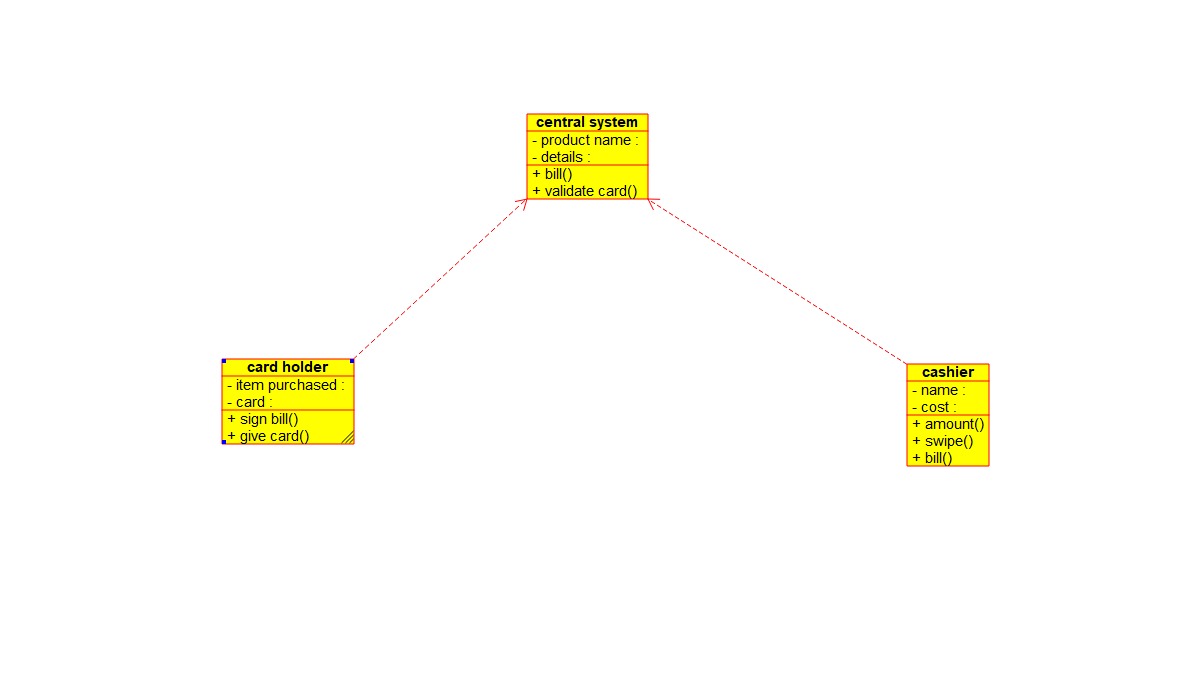 central system
- product name :
- details :
+ bill()
+ validate card()
card holder
- item purchased :
- card :
+ sign bill()
+ give card()
cashier
- name :
- cost :
+ amount()
+ swipe()
+ bill()